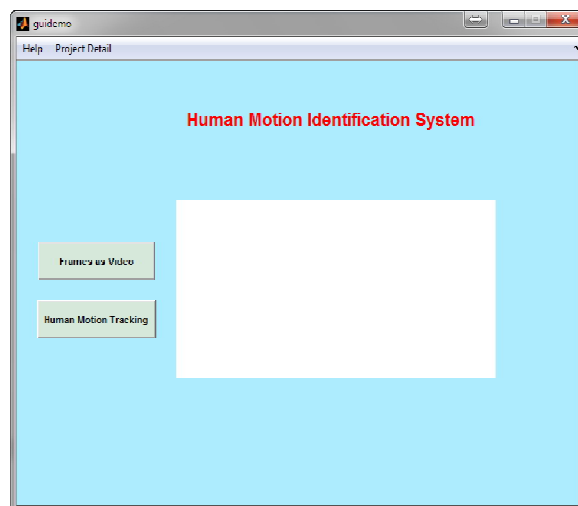 guidemo
Help Project Detail
Human Motion Identification System
Frames as Video
Human Motion Tracking